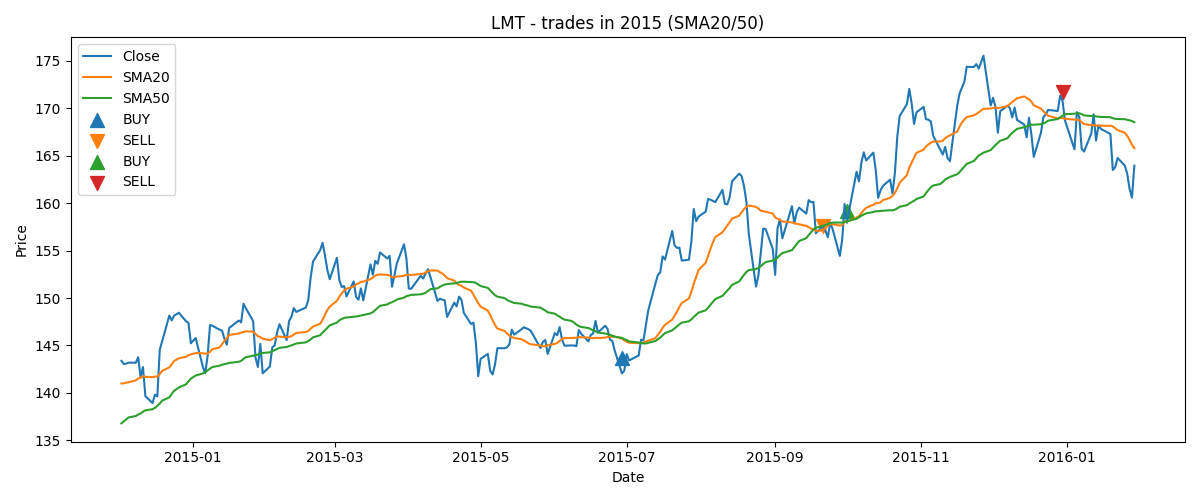 LMT - trades in 2015 (SMA20/50)
Close
SMA20
SMA50
BUY
SELL
BUY
SELL
Price
175
170
165
160
155
150
145
140
135
2015-01
2015-03
2015-05
2015-07
2015-09
2015-11
2016-01
Date